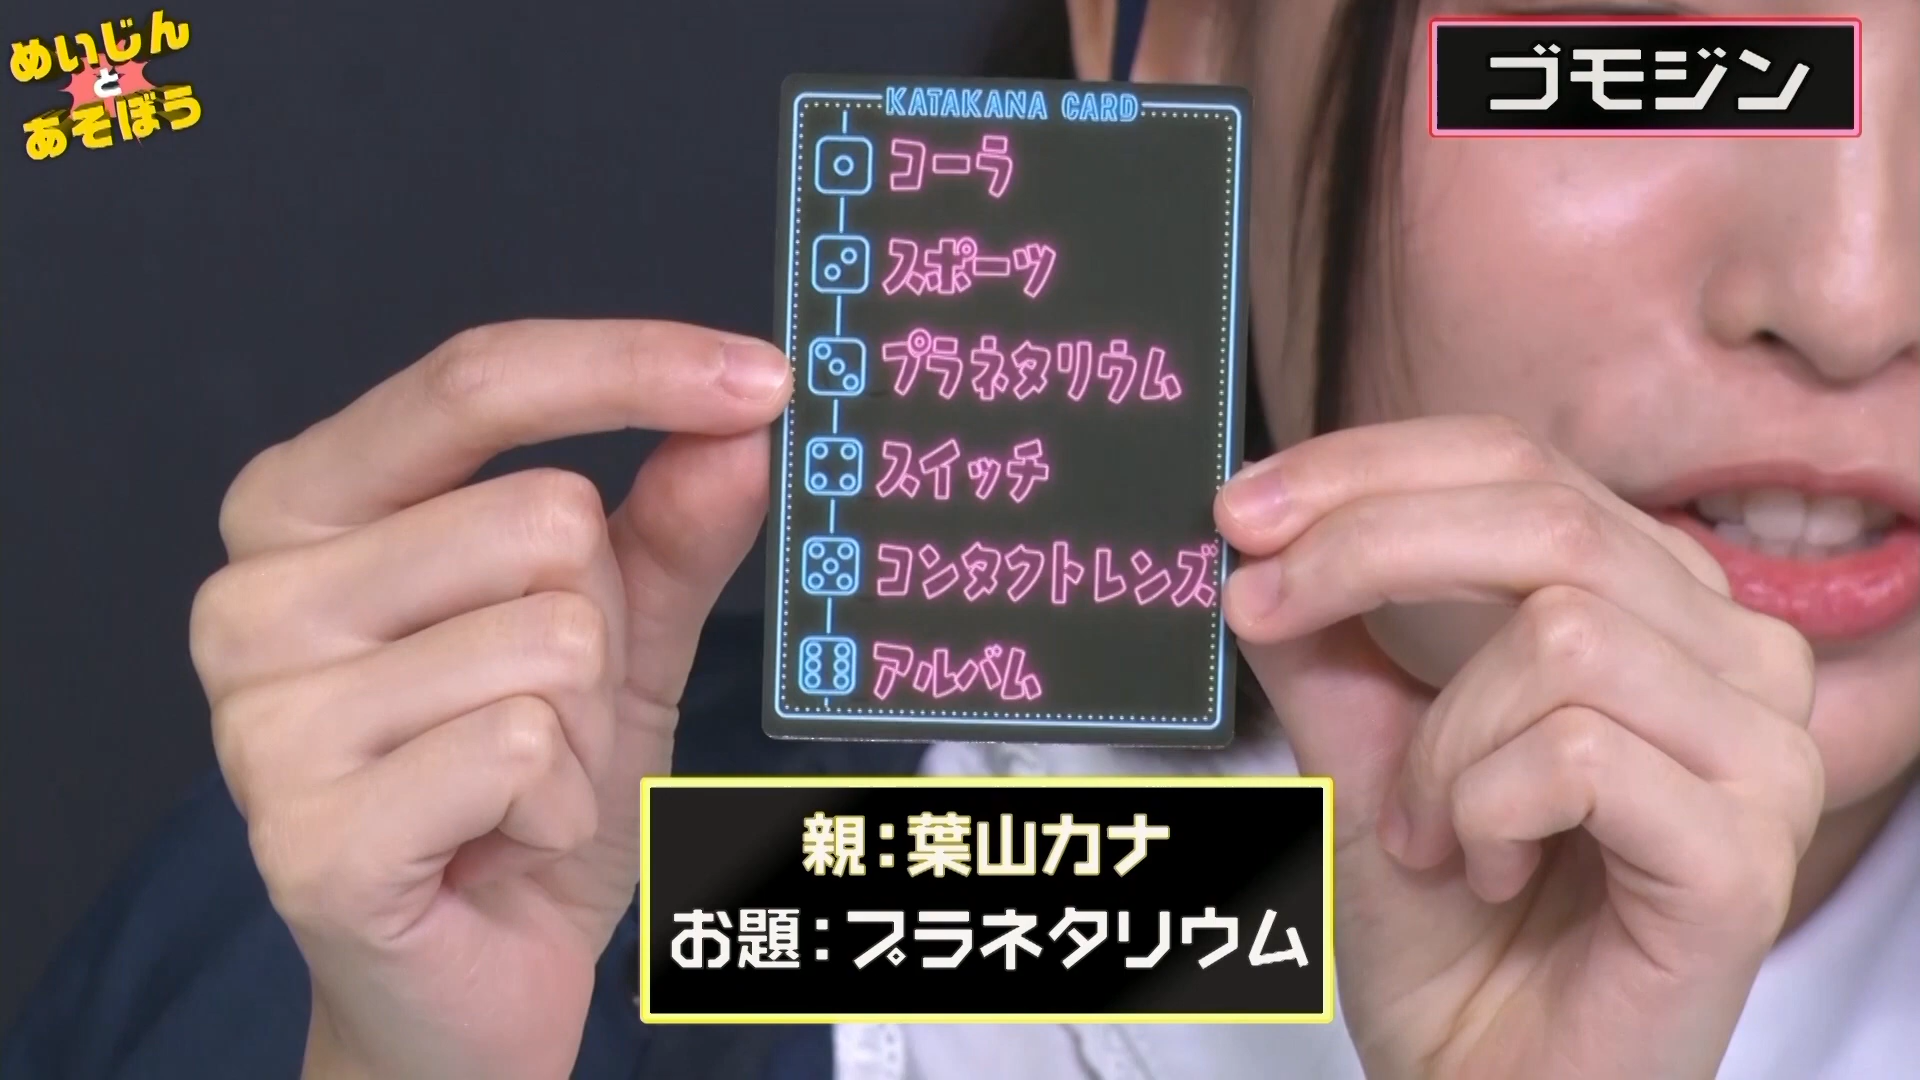 めいじん
と
あそぼう
ゴモジン
KATAKANA CARD
コーラ
スポーツ
プラネタリウム
スイッチ
コンタクトレンズ
アルバム
親：葉山カナ
お題：プラネタリウム